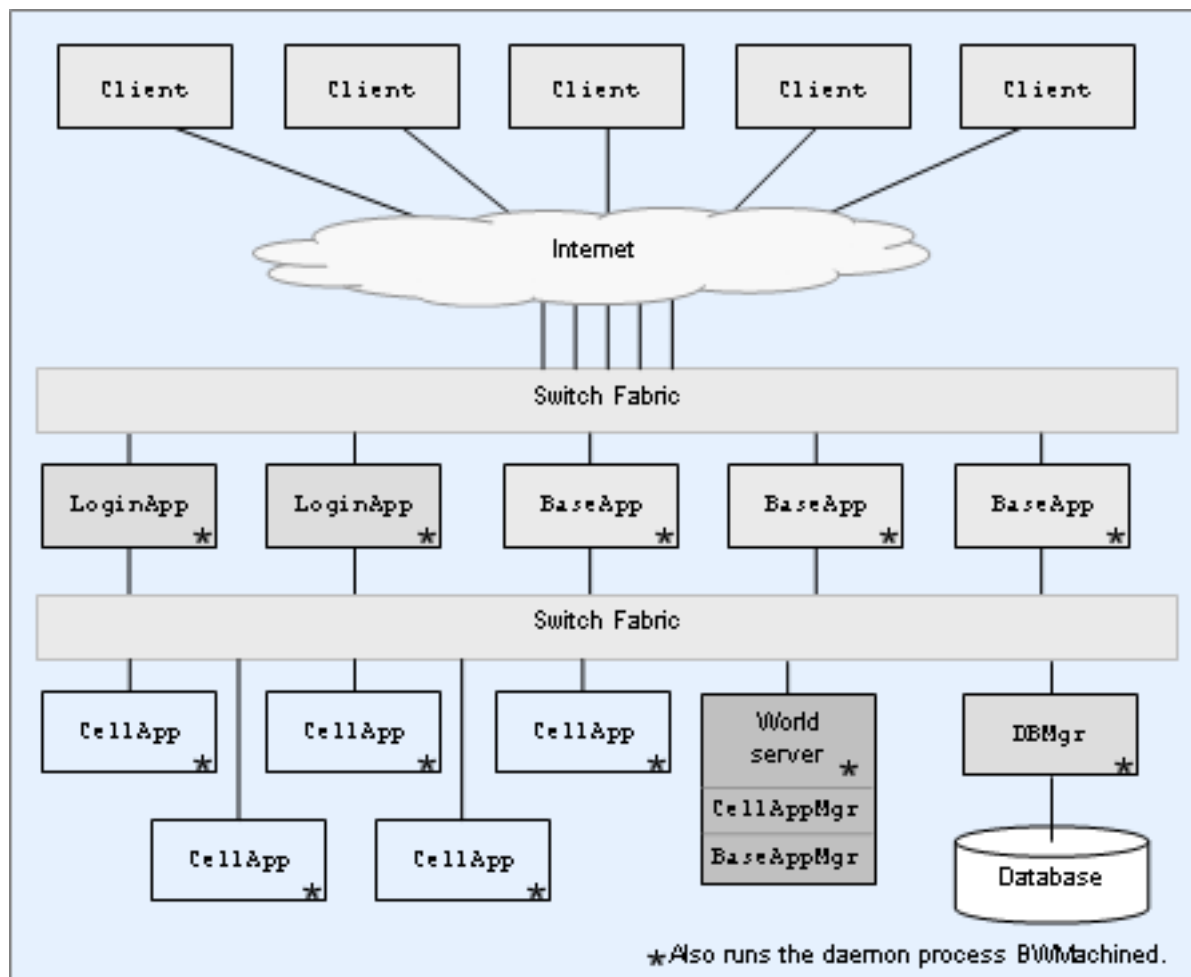 Client
Client
Client
Client
Client
Internet
Switch Fabric
LoginApp
*
LoginApp
*
BaseApp
*
BaseApp
*
BaseApp
*
Switch Fabric
CellApp
*
CellApp
*
CellApp
*
World
server
*
CellAppMgr
BaseAppMgr
DBMgr
*
CellApp
*
CellApp
*
Database
*Also runs the daemon process BWMachined.